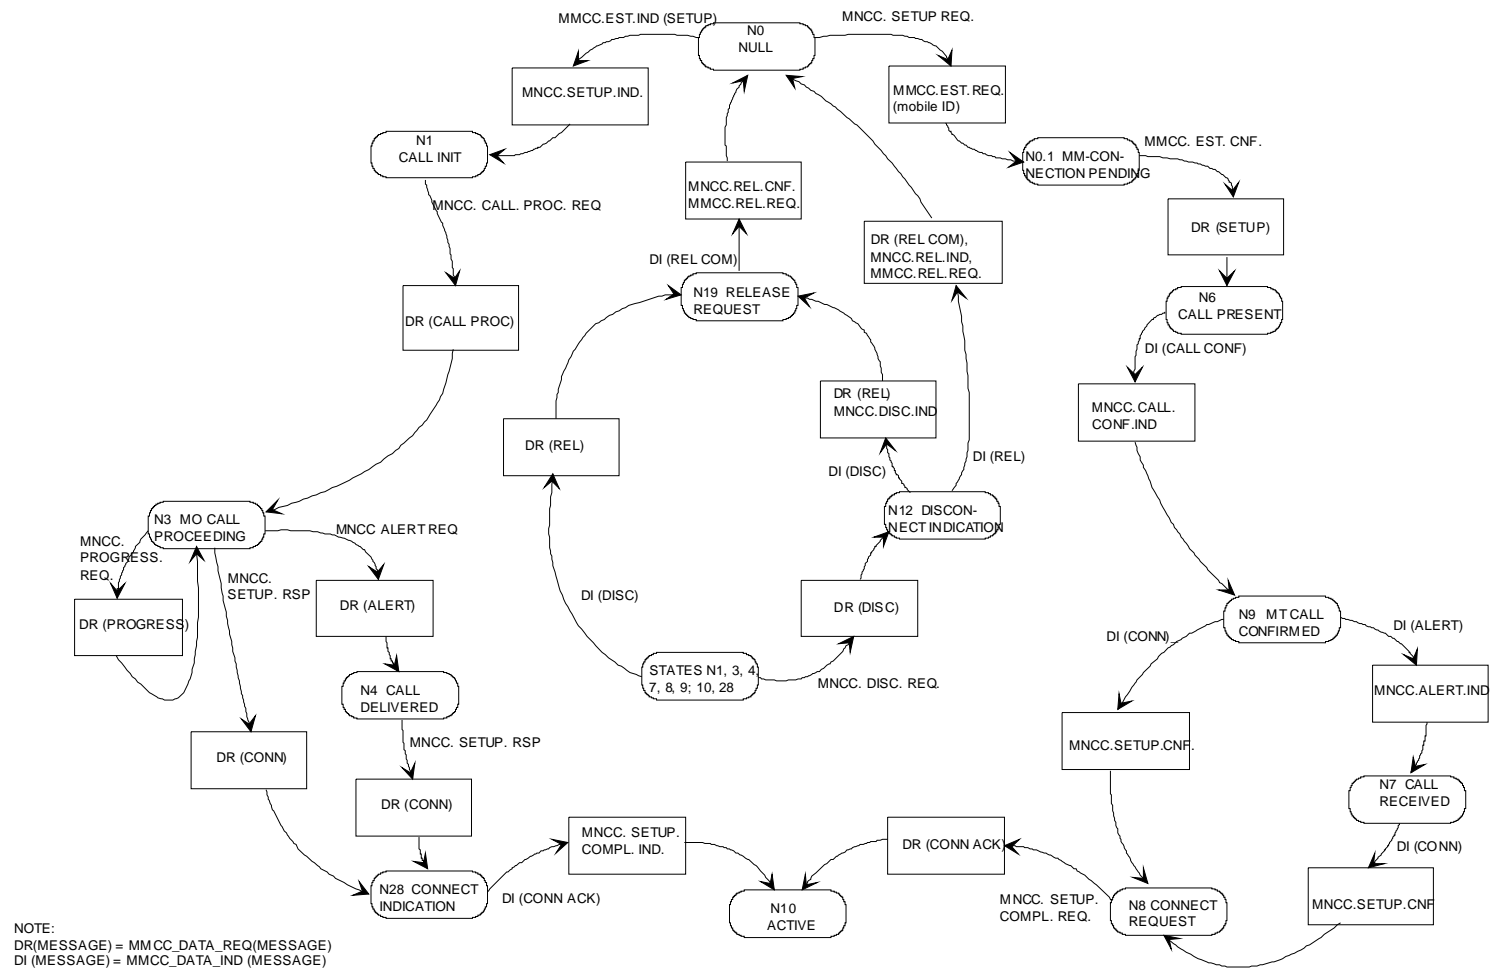 MMCC.EST.IND (SETUP)
N0
NULL
MNCC. SETUP REQ.
MNCC.SETUP.IND.
MMCC.EST.REQ.
(mobile ID)
N1
CALL INIT
N0.1 MM-CON-
NECTION PENDING
MMCC. EST. CNF.
MNCC. CALL. PROC. REQ
MNCC.REL.CNF.
MMCC.REL.REQ.
DR (SETUP)
DR (REL COM),
MNCC.REL.IND,
MMCC.REL.REQ.
DI (REL COM)
N19 RELEASE
REQUEST
N6
CALL PRESENT
DR (CALL PROC)
DI (CALL CONF)
DR (REL)
MNCC.DISC.IND
MNCC.CALL.
CONF.IND
DR (REL)
DI (DISC)
DI (REL)
N3 MO CALL
PROCEEDING
MNCC ALERT REQ
N12 DISCON-
NECT INDICATION
MNCC.
PROGRESS.
REQ.
MNCC.
SETUP. RSP
DR (PROGRESS)
DR (ALERT)
DI (DISC)
DR (DISC)
N9 MT CALL
CONFIRMED
DI (CONN)
DI (ALERT)
STATES N1, 3, 4,
7, 8, 9; 10, 28
MNCC. DISC. REQ.
N4 CALL
DELIVERED
MNCC.ALERT.IND
MNCC. SETUP. RSP
DR (CONN)
MNCC.SETUP.CNF.
N7 CALL
RECEIVED
DR (CONN)
MNCC. SETUP.
COMPL. IND.
DR (CONN ACK)
DI (CONN)
N28 CONNECT
INDICATION
DI (CONN ACK)
N10
ACTIVE
MNCC. SETUP.
COMPL. REQ.
N8 CONNECT
REQUEST
MNCC.SETUP.CNF
NOTE:
DR(MESSAGE) = MMCC_DATA_REQ(MESSAGE)
DI (MESSAGE) = MMCC_DATA_IND (MESSAGE)